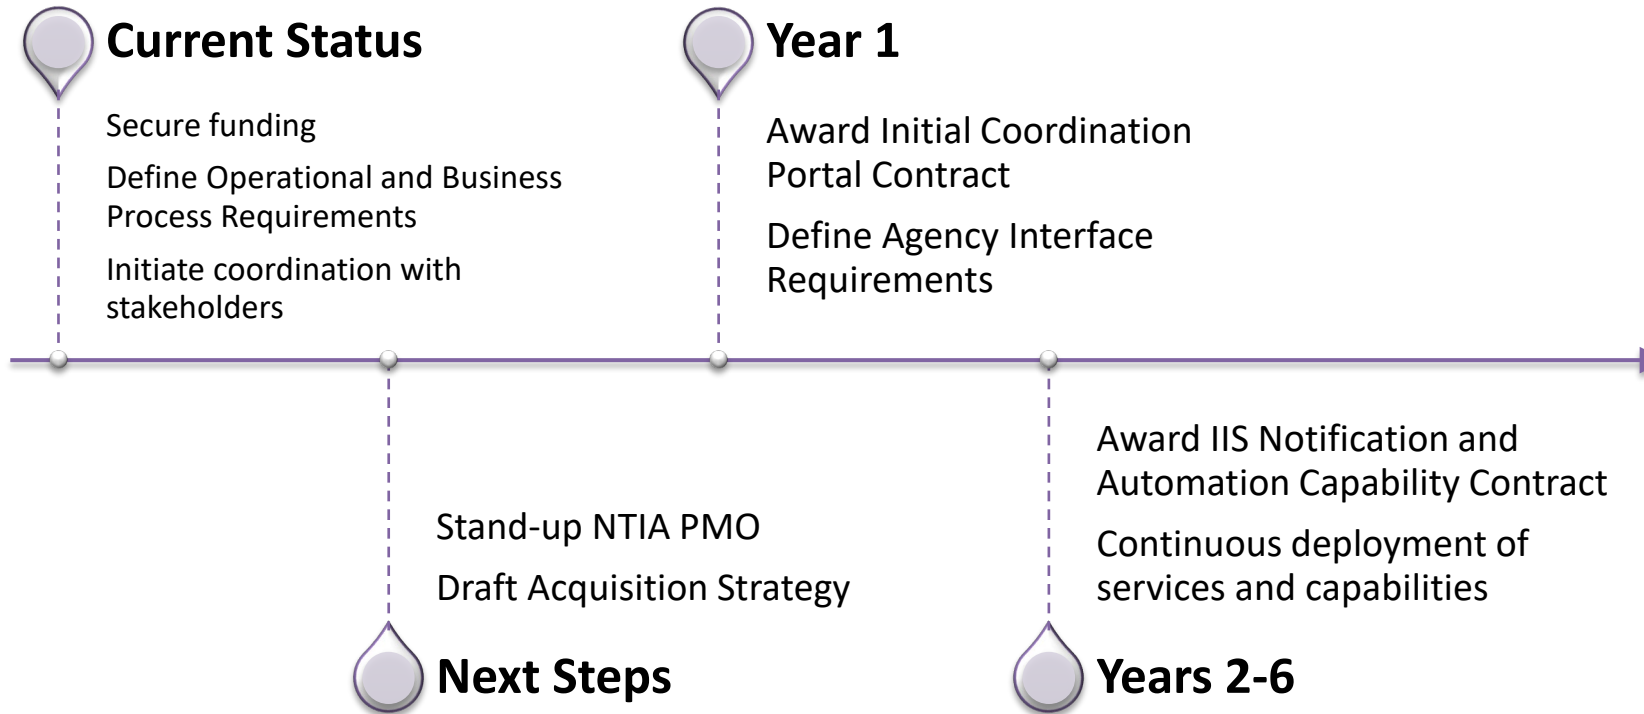 Current Status
Secure funding
Define Operational and Business
Process Requirements
Initiate coordination with
stakeholders
Next Steps
Stand-up NTIA PMO
Draft Acquisition Strategy
Year 1
Award Initial Coordination
Portal Contract
Define Agency Interface
Requirements
Years 2-6
Award IIS Notification and
Automation Capability Contract
Continuous deployment of
services and capabilities